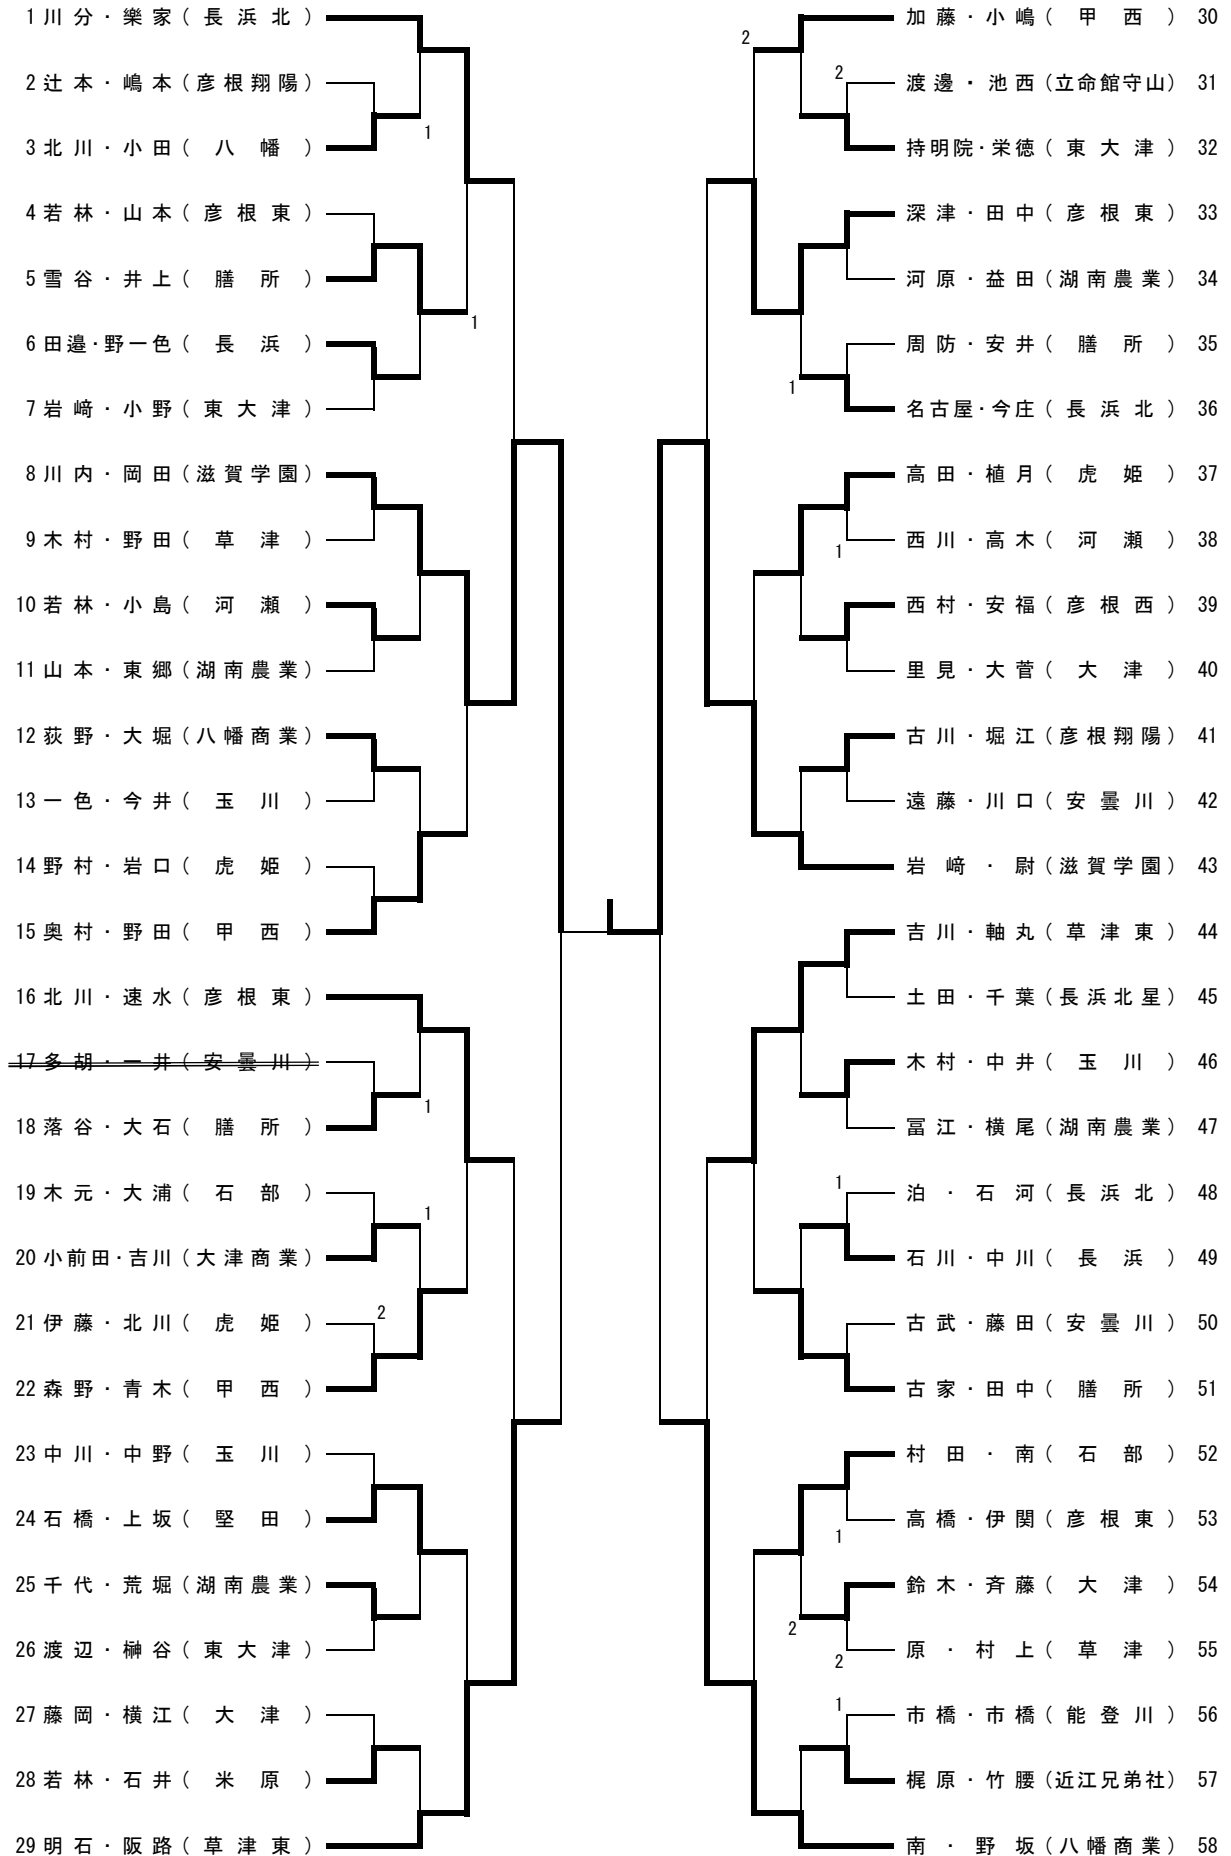 1 川分・樂家(長浜北)
2 辻本・嶋本(彦根翔陽)
3 北川・小田(八幡)
1
4 若林・山本(彦根東)
5 雪谷・井上(膳所)
6 田邉・野一色(長浜)
1
7 岩﨑・小野(東大津)
8 川内・岡田(滋賀学園)
9 木村・野田(草津)
10 若林・小島(河瀬)
11 山本・東郷(湖南農業)
12 荻野・大堀(八幡商業)
13 一色・今井(玉川)
14 野村・岩口(虎姫)
15 奥村・野田(甲西)
16 北川・速水(彦根東)
17 多胡・一井(安曇川)
18 落谷・大石(膳所)
1
19 木元・大浦(石部)
1
20 小前田・吉川(大津商業)
21 伊藤・北川(虎姫)
2
22 森野・青木(甲西)
23 中川・中野(玉川)
24 石橋・上坂(堅田)
25 千代・荒堀(湖南農業)
26 渡辺・榊谷(東大津)
27 藤岡・横江(大津)
28 若林・石井(米原)
29 明石・阪路(草津東)
加藤・小嶋(甲西) 30
2
2
渡邊・池西(立命館守山) 31
持明院・栄徳(東大津) 32
深津・田中(彦根東) 33
河原・益田(湖南農業) 34
周防・安井(膳所) 35
1
名古屋・今庄(長浜北) 36
高田・植月(虎姫) 37
西川・高木(河瀬) 38
1
西村・安福(彦根西) 39
里見・大菅(大津) 40
古川・堀江(彦根翔陽) 41
遠藤・川口(安曇川) 42
岩﨑・尉(滋賀学園) 43
吉川・軸丸(草津東) 44
土田・千葉(長浜北星) 45
木村・中井(玉川) 46
冨江・横尾(湖南農業) 47
1
泊・石河(長浜北) 48
石川・中川(長浜) 49
古武・藤田(安曇川) 50
古家・田中(膳所) 51
村田・南(石部) 52
高橋・伊関(彦根東) 53
1
鈴木・斉藤(大津) 54
2
原・村上(草津) 55
2
1
市橋・市橋(能登川) 56
梶原・竹腰(近江兄弟社) 57
南・野坂(八幡商業) 58